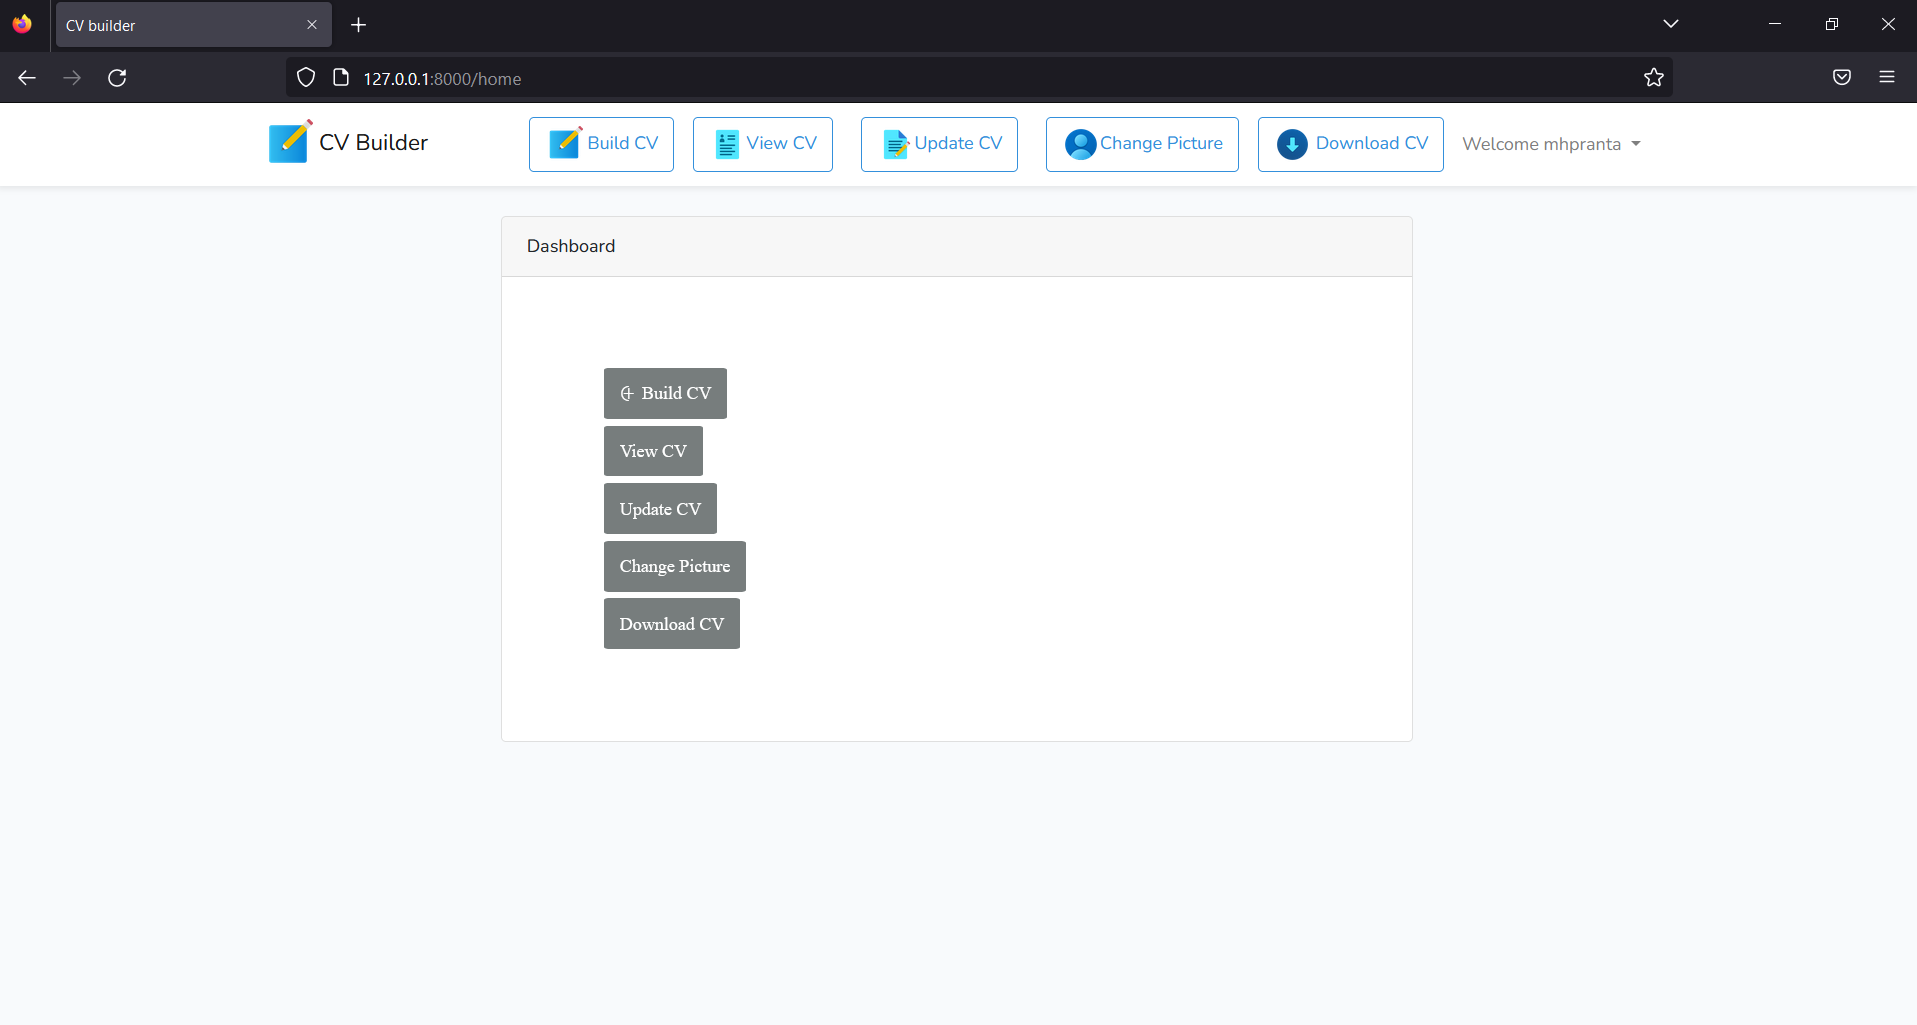 CV builder
127.0.0.1:8000/home
CV Builder Build CV View CV Update CV Change Picture Download CV Welcome mhpranta
Dashboard
Build CV
View CV
Update CV
Change Picture
Download CV